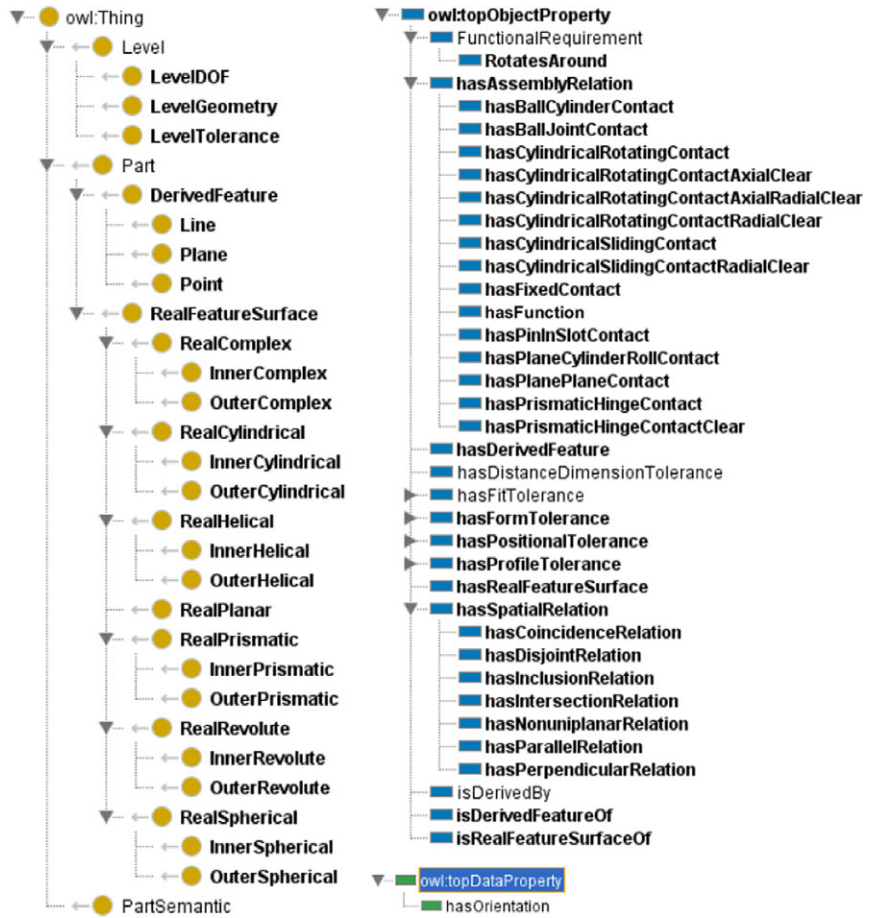 owl:Thing
Level
LevelDOF
LevelGeometry
LevelTolerance
Part
DerivedFeature
Line
Plane
Point
RealFeatureSurface
RealComplex
InnerComplex
OuterComplex
RealCylindrical
InnerCylindrical
OuterCylindrical
RealHelical
InnerHelical
OuterHelical
RealPlanar
RealPrismatic
InnerPrismatic
OuterPrismatic
RealRevolute
InnerRevolute
OuterRevolute
RealSpherical
InnerSpherical
OuterSpherical
PartSemantic
owl:topObjectProperty
FunctionalRequirement
RotatesAround
hasAssemblyRelation
hasBallCylinderContact
hasBallJointContact
hasCylindricalRotatingContact
hasCylindricalRotatingContactAxialClear
hasCylindricalRotatingContactAxialRadialClear
hasCylindricalRotatingContactRadialClear
hasCylindricalSlidingContact
hasCylindricalSlidingContactRadialClear
hasFixedContact
hasFunction
hasPinInSlotContact
hasPlaneCylinderRollContact
hasPlanePlaneContact
hasPrismaticHingeContact
hasPrismaticHingeContactClear
hasDerivedFeature
hasDistanceDimensionTolerance
hasFitTolerance
hasFormTolerance
hasPositionalTolerance
hasProfileTolerance
hasRealFeatureSurface
hasSpatialRelation
hasCoincidenceRelation
hasDisjointRelation
hasInclusionRelation
hasIntersectionRelation
hasNonuniplanarRelation
hasParallelRelation
hasPerpendicularRelation
isDerivedBy
isDerivedFeatureOf
isRealFeatureSurfaceOf
owl:topDataProperty
hasOrientation